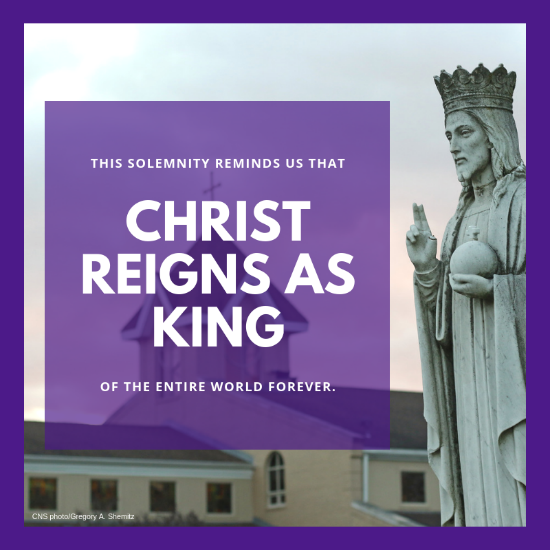 THIS SOLEMNITY REMINDS US THAT
CHRIST
REIGNS AS
KING
OF THE ENTIRE WORLD FOREVER.
CNS photo/Gregory A. Shemitz